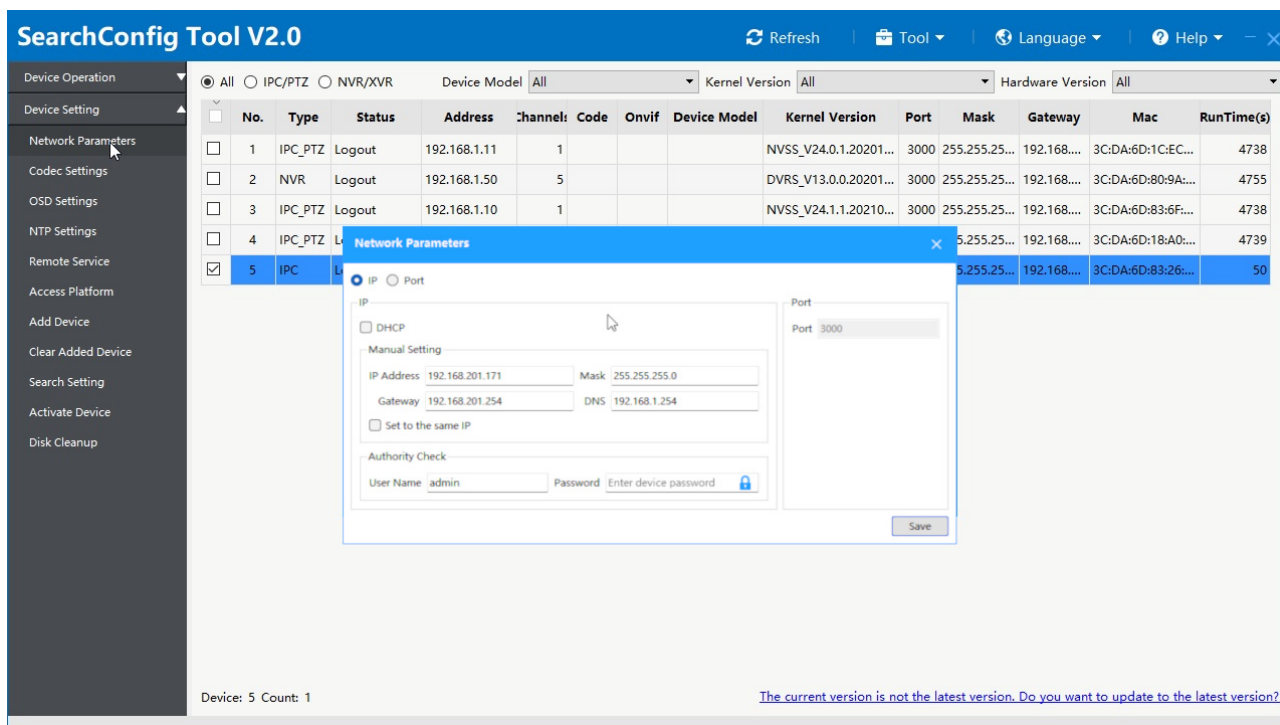 SearchConfig Tool V2.0 Refresh Tool Language Help
Device Operation
Device Setting
Network Parameters
Codec Settings
OSD Settings
NTP Settings
Remote Service
Access Platform
Add Device
Clear Added Device
Search Setting
Activate Device
Disk Cleanup
All IPC/PTZ NVR/XVR Device Model All Kernel Version All Hardware Version All
No. Type Status Address Channels Code Onvif Device Model Kernel Version Port Mask Gateway Mac RunTime(s)
1 IPC_PTZ Logout 192.168.1.11 1 NVSS_V24.0.1.20201... 3000 255.255.25... 192.168.... 3C:DA:6D:1C:EC... 4738
2 NVR Logout 192.168.1.50 5 DVRS_V13.0.0.20201... 3000 255.255.25... 192.168.... 3C:DA:6D:80:9A:... 4755
3 IPC_PTZ Logout 192.168.1.10 1 NVSS_V24.1.1.20210... 3000 255.255.25... 192.168.... 3C:DA:6D:83:6F:... 4738
4 IPC_PTZ L 5.255.25... 192.168.... 3C:DA:6D:18:A0:... 4739
5 IPC L 5.255.25... 192.168.... 3C:DA:6D:83:26:... 50
Network Parameters
IP Port
IP
DHCP
Manual Setting
IP Address 192.168.201.171 Mask 255.255.255.0
Gateway 192.168.201.254 DNS 192.168.1.254
Set to the same IP
Authority Check
User Name admin Password Enter device password
Port
Port 3000
Save
Device: 5 Count: 1 The current version is not the latest version. Do you want to update to the latest version?